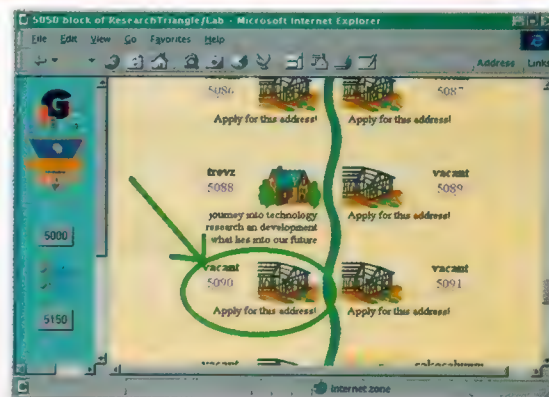 5050 block of ResearchTriangle/Lab - Microsoft Internet Explorer
File Edit View Go Favorites Help
Address Links
5086 5087
Apply for this address! Apply for this address!
trevz vacant
5088 5089
journey into technology Apply for this address!
research an development
what lies into our future
vacant vacant
5090 5091
Apply for this address! Apply for this address!
5000
5150
vacant
G
Internet zone